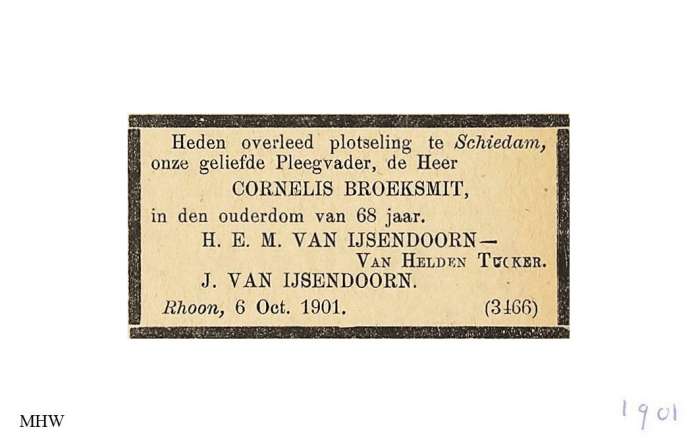 Heden overleed plotseling te Schiedam,
onze geliefde Pleegvader, de Heer
CORNELIS BROEKSMIT,
in den ouderdom van 68 jaar.
H. E. M. VAN IJSENDOORN—
VAN HELDEN TUCKER.
J. VAN IJSENDOORN.
Rhoon, 6 Oct. 1901. (3466)
MHW
1901